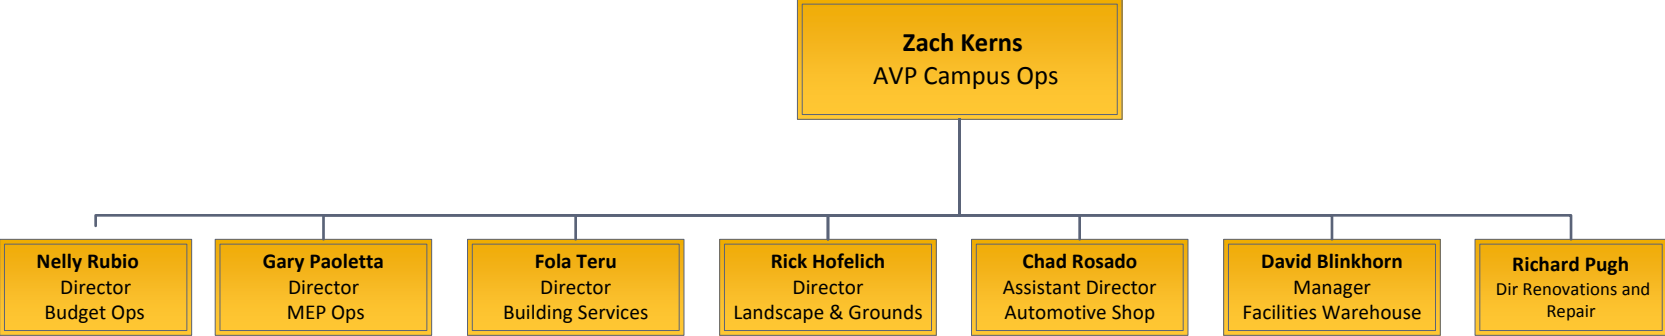 Zach Kerns
AVP Campus Ops
Nelly Rubio
Director
Budget Ops
Gary Paoletta
Director
MEP Ops
Fola Teru
Director
Building Services
Rick Hofelich
Director
Landscape & Grounds
Chad Rosado
Assistant Director
Automotive Shop
David Blinkhorn
Manager
Facilities Warehouse
Richard Pugh
Dir Renovations and
Repair